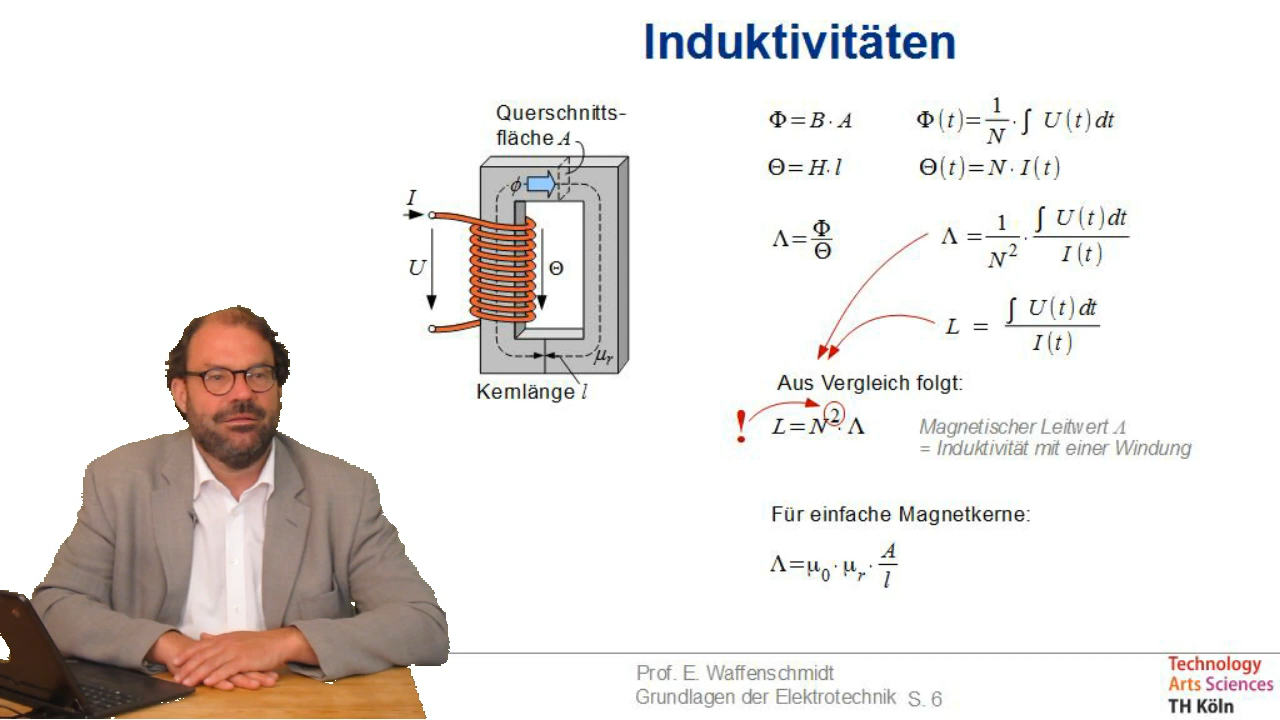 Induktivitäten
Querschnitts-
fläche A
ϕ
I
U
Θ
μr
Kernlänge l
Φ=B·A
Φ(t)=1/N·∫ U(t)dt
Θ=H·l
Θ(t)=N·I(t)
Λ=Φ/Θ
Λ=1/N²·∫ U(t)dt/I(t)
L = ∫ U(t)dt/I(t)
Aus Vergleich folgt:
! L=N²·Λ
Magnetischer Leitwert Λ
= Induktivität mit einer Windung
Für einfache Magnetkerne:
Λ=μ0·μr·A/l
Prof. E. Waffenschmidt
Grundlagen der Elektrotechnik S. 6
Technology
Arts Sciences
TH Köln